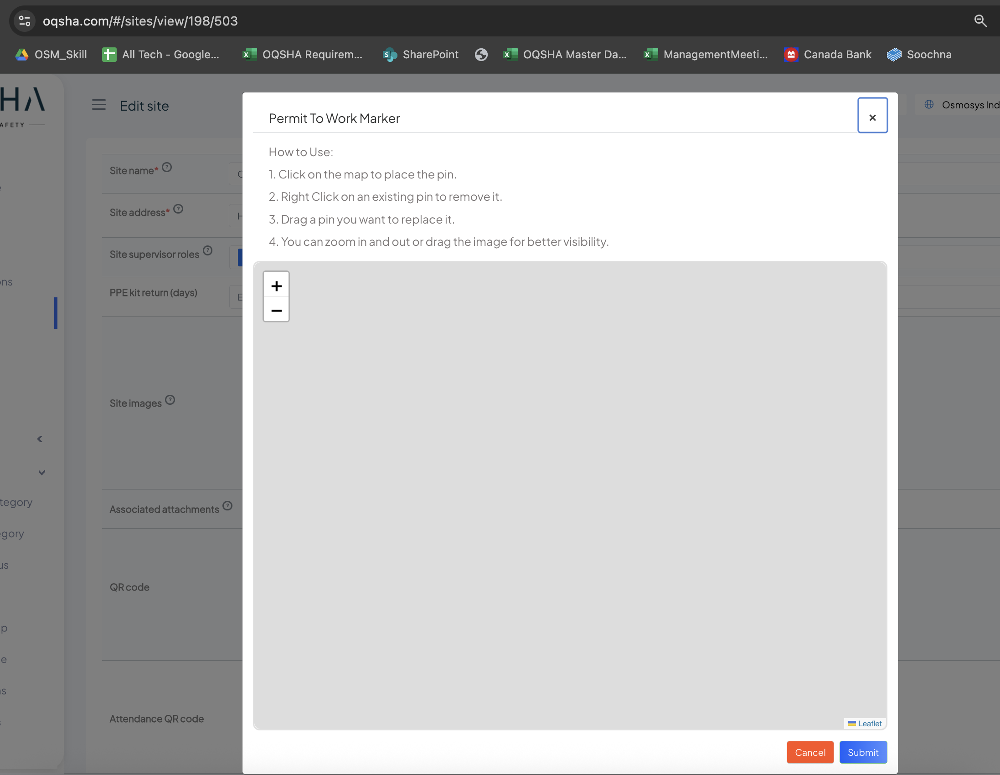 oqsha.com/#/sites/view/198/503
OSM_Skill
All Tech - Google...
OQSHA Requirem...
SharePoint
OQSHA Master Da...
ManagementMeeti...
Canada Bank
Soochna
HA
AFETY
Edit site
Osmosys Ind
Permit To Work Marker
×
How to Use:
1. Click on the map to place the pin.
2. Right Click on an existing pin to remove it.
3. Drag a pin you want to replace it.
4. You can zoom in and out or drag the image for better visibility.
Site name*
Site address*
Site supervisor roles
PPE kit return (days)
Site images
Associated attachments
QR code
Attendance QR code
ons
tegory
egory
us
p
e
s
+
−
Leaflet
Cancel
Submit